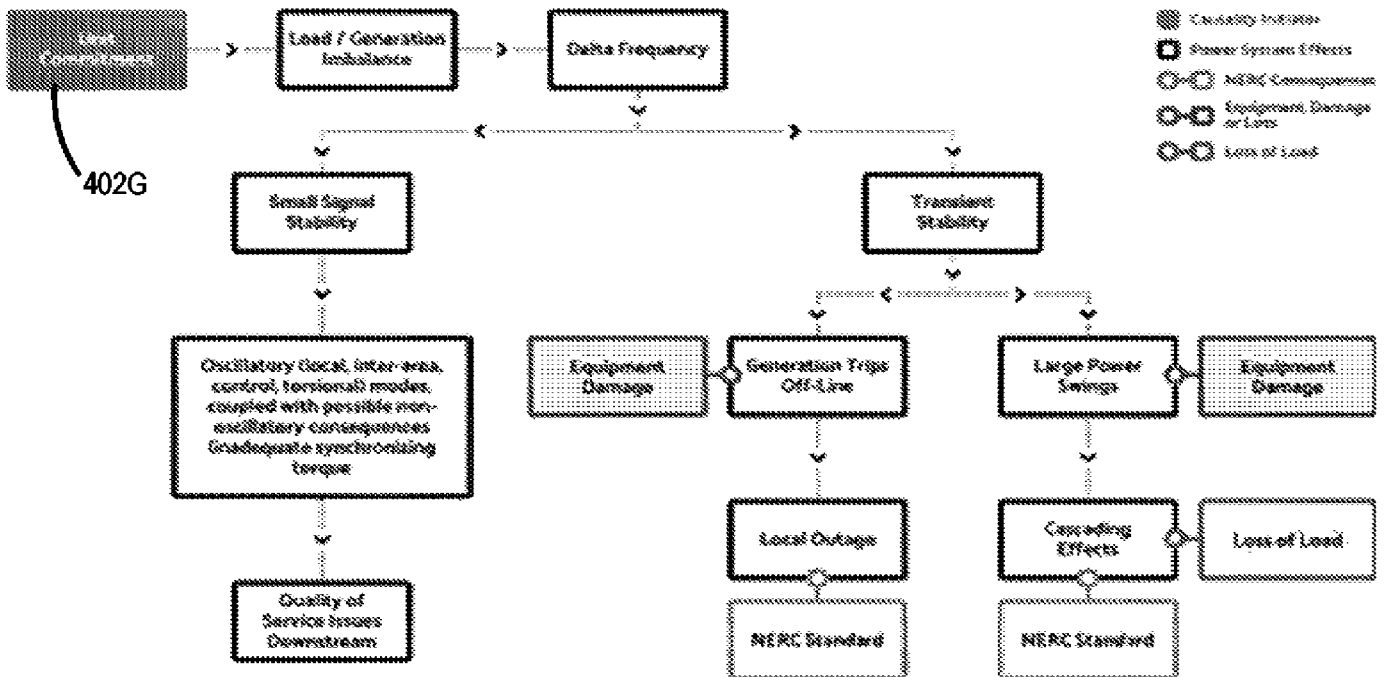 Unit
Commitment
Load / Generation
Imbalance
Delta Frequency
Causality Initiator
Power System Effects
NERC Consequences
Equipment Damage
or Loss
Loss of Load
402G
Small Signal
Stability
Transient
Stability
Oscillatory (local, inter-area,
control, torsional) modes,
coupled with possible non-
oscillatory consequences
(inadequate synchronizing
torque
Equipment
Damage
Generation Trips
Off-Line
Large Power
Swings
Equipment
Damage
Local Outage
Cascading
Effects
Loss of Load
Quality of
Service Issues
Downstream
NERC Standard
NERC Standard